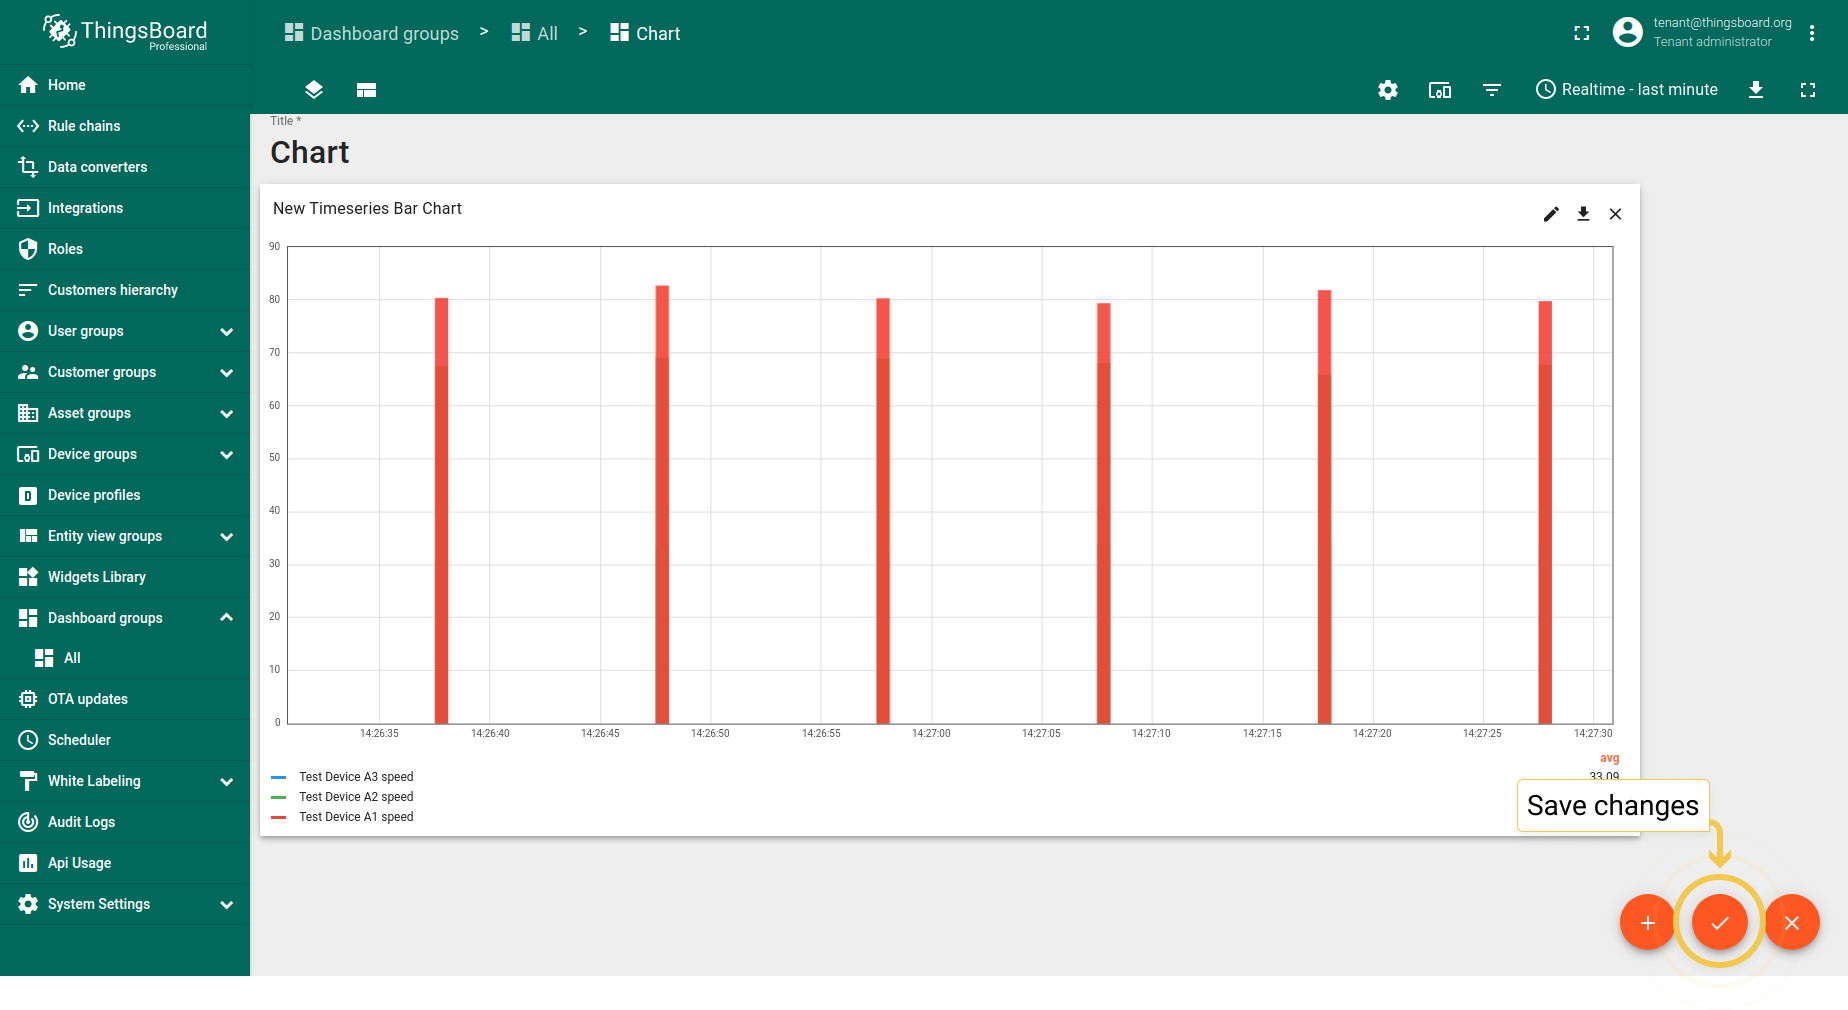 ThingsBoard
Professional
Dashboard groups > All > Chart
tenant@thingsboard.org
Tenant administrator
Realtime - last minute
Home
Rule chains
Data converters
Integrations
Roles
Customers hierarchy
User groups
Customer groups
Asset groups
Device groups
Device profiles
Entity view groups
Widgets Library
Dashboard groups
All
OTA updates
Scheduler
White Labeling
Audit Logs
Api Usage
System Settings
Title *
Chart
New Timeseries Bar Chart
90
80
70
60
50
40
30
20
10
0
14:26:35 14:26:40 14:26:45 14:26:50 14:26:55 14:27:00 14:27:05 14:27:10 14:27:15 14:27:20 14:27:25 14:27:30
avg
Test Device A3 speed 33.09
Test Device A2 speed
Test Device A1 speed
Save changes